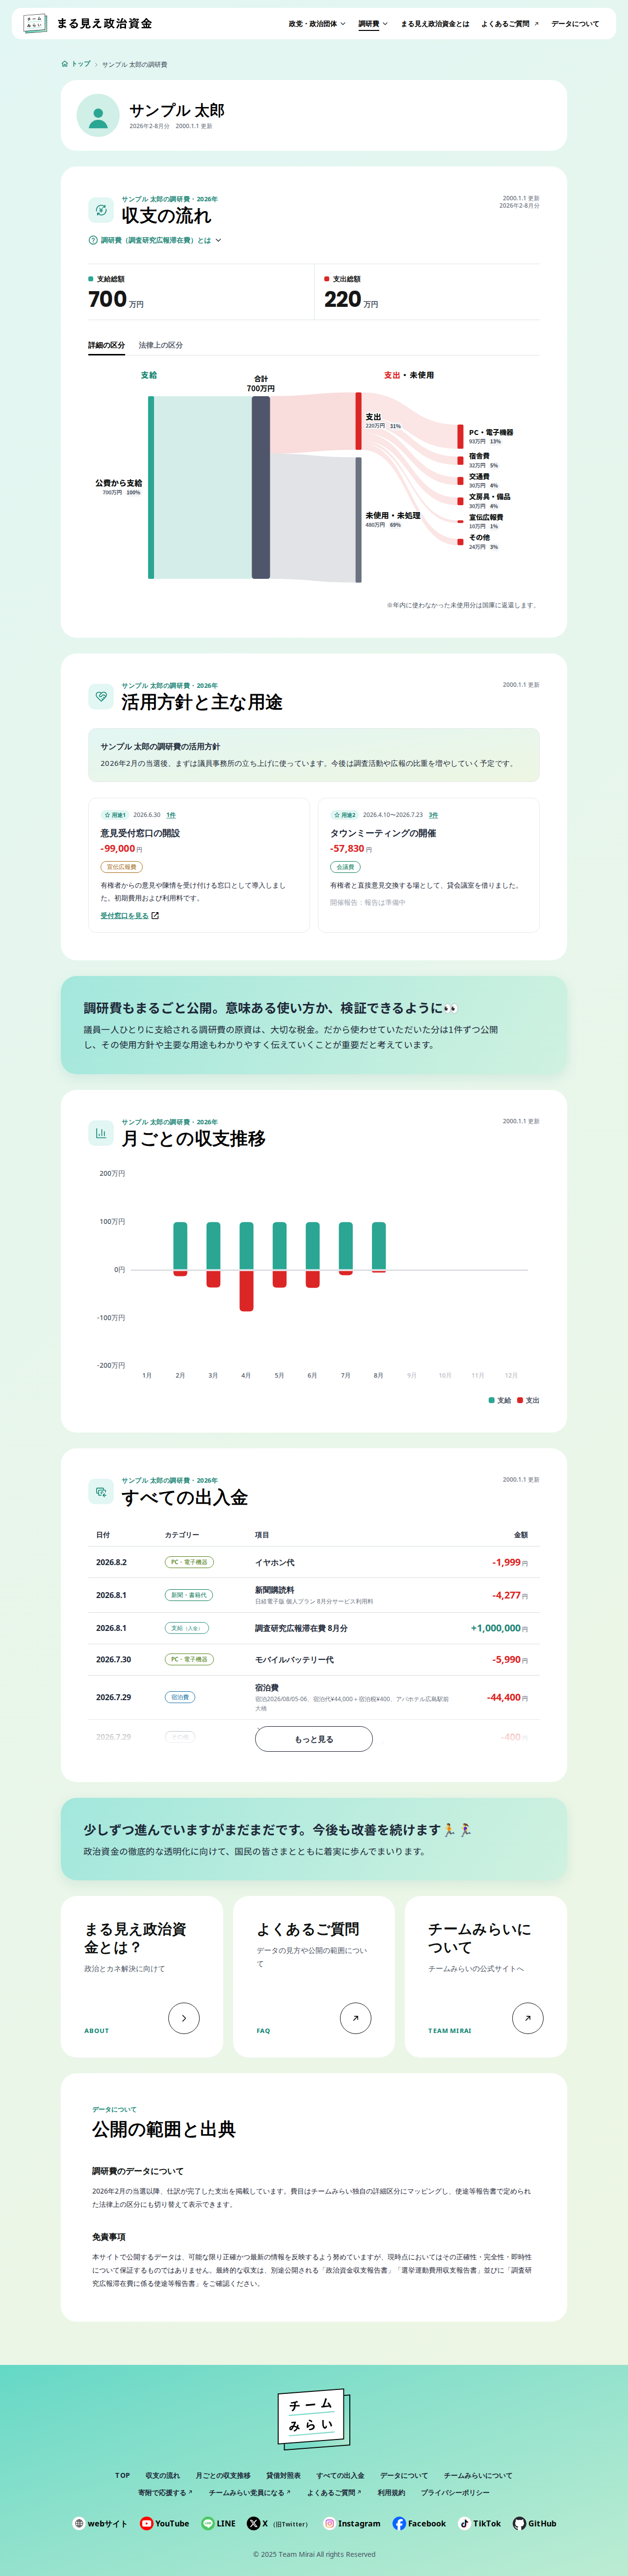 チームみらい
まる見え政治資金
政党・政治団体
調研費
まる見え政治資金とは
よくあるご質問
データについて
トップ
サンプル 太郎の調研費
サンプル 太郎
2026年2-8月分 2000.1.1 更新
サンプル 太郎の調研費・2026年
収支の流れ
2000.1.1 更新
2026年2-8月分
調研費（調査研究広報滞在費）とは
支給総額
700 万円
支出総額
220 万円
詳細の区分
法律上の区分
支給
合計
700万円
支出・未使用
公費から支給
700万円 100%
支出
220万円 31%
未使用・未処理
480万円 69%
PC・電子機器
93万円 13%
宿舎費
32万円 5%
交通費
30万円 4%
文房具・備品
30万円 4%
宣伝広報費
10万円 1%
その他
24万円 3%
※年内に使わなかった未使用分は国庫に返還します。
サンプル 太郎の調研費・2026年
活用方針と主な用途
2000.1.1 更新
サンプル 太郎の調研費の活用方針
2026年2月の当選後、まずは議員事務所の立ち上げに使っています。今後は調査活動や広報の比重を増やしていく予定です。
用途1 2026.6.30 1件
意見受付窓口の開設
-99,000 円
宣伝広報費
有権者からの意見や陳情を受け付ける窓口として導入しまし
た。初期費用および利用料です。
受付窓口を見る
用途2 2026.4.10〜2026.7.23 3件
タウンミーティングの開催
-57,830 円
会議費
有権者と直接意見交換する場として、貸会議室を借りました。
開催報告：報告は準備中
調研費もまるごと公開。意味ある使い方か、検証できるように👀
議員一人ひとりに支給される調研費の原資は、大切な税金。だから使わせていただいた分は1件ずつ公開
し、その使用方針や主要な用途もわかりやすく伝えていくことが重要だと考えています。
サンプル 太郎の調研費・2026年
月ごとの収支推移
2000.1.1 更新
200万円
100万円
0円
-100万円
-200万円
1月 2月 3月 4月 5月 6月 7月 8月 9月 10月 11月 12月
支給 支出
サンプル 太郎の調研費・2026年
すべての出入金
2000.1.1 更新
日付 カテゴリー 項目 金額
2026.8.2 PC・電子機器 イヤホン代 -1,999 円
2026.8.1 新聞・書籍代 新聞購読料 -4,277 円
日経電子版 個人プラン 8月分サービス利用料
2026.8.1 支給（入金） 調査研究広報滞在費 8月分 +1,000,000 円
2026.7.30 PC・電子機器 モバイルバッテリー代 -5,990 円
2026.7.29 宿泊費 宿泊費 -44,400 円
宿泊2026/08/05-06、宿泊代¥44,000＋宿泊税¥400、アパホテル広島駅前
大橋
2026.7.29 その他 -400 円
もっと見る
少しずつ進んでいますがまだまだです。今後も改善を続けます🏃🏃‍♀️
政治資金の徹底的な透明化に向けて、国民の皆さまとともに着実に歩んでまいります。
まる見え政治資
金とは？
政治とカネ解決に向けて
ABOUT
よくあるご質問
データの見方や公開の範囲につい
て
FAQ
チームみらいに
ついて
チームみらいの公式サイトへ
TEAM MIRAI
データについて
公開の範囲と出典
調研費のデータについて
2026年2月の当選以降、仕訳が完了した支出を掲載しています。費目はチームみらい独自の詳細区分にマッピングし、使途等報告書で定められ
た法律上の区分にも切り替えて表示できます。
免責事項
本サイトで公開するデータは、可能な限り正確かつ最新の情報を反映するよう努めていますが、現時点においてはその正確性・完全性・即時性
について保証するものではありません。最終的な収支は、別途公開される「政治資金収支報告書」「選挙運動費用収支報告書」並びに「調査研
究広報滞在費に係る使途等報告書」をご確認ください。
チーム
みらい
TOP 収支の流れ 月ごとの収支推移 貸借対照表 すべての出入金 データについて チームみらいについて
寄附で応援する チームみらい党員になる よくあるご質問 利用規約 プライバシーポリシー
webサイト YouTube LINE X（旧Twitter） Instagram Facebook TikTok GitHub
© 2025 Team Mirai All rights Reserved